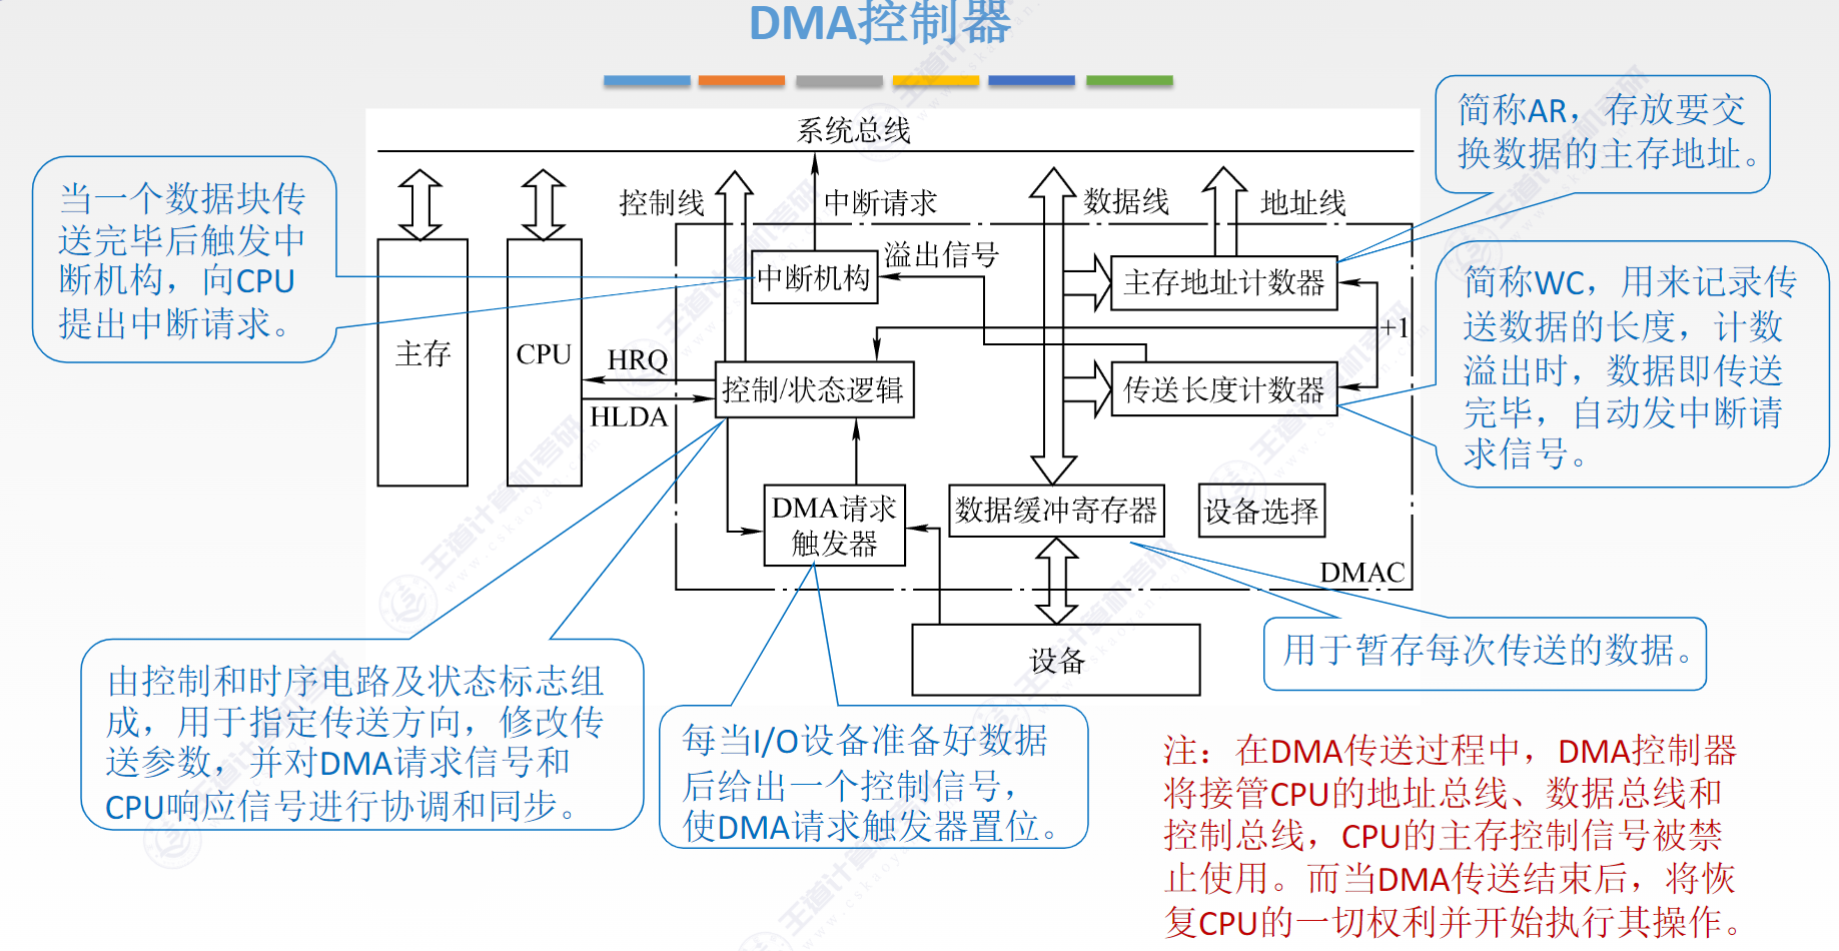 DMA控制器
系统总线
控制线
中断请求
数据线
地址线
溢出信号
中断机构
主存地址计数器
+1
主存
CPU
HRQ
HLDA
控制/状态逻辑
传送长度计数器
DMA请求
触发器
数据缓冲寄存器
设备选择
DMAC
设备
当一个数据块传
送完毕后触发中
断机构，向CPU
提出中断请求。
简称AR，存放要交
换数据的主存地址。
简称WC，用来记录传
送数据的长度，计数
溢出时，数据即传送
完毕，自动发中断请
求信号。
由控制和时序电路及状态标志组
成，用于指定传送方向，修改传
送参数，并对DMA请求信号和
CPU响应信号进行协调和同步。
每当I/O设备准备好数据
后给出一个控制信号，
使DMA请求触发器置位。
用于暂存每次传送的数据。
注：在DMA传送过程中，DMA控制器
将接管CPU的地址总线、数据总线和
控制总线，CPU的主存控制信号被禁
止使用。而当DMA传送结束后，将恢
复CPU的一切权利并开始执行其操作。
王道计算机考研
www.cskaoyan.com